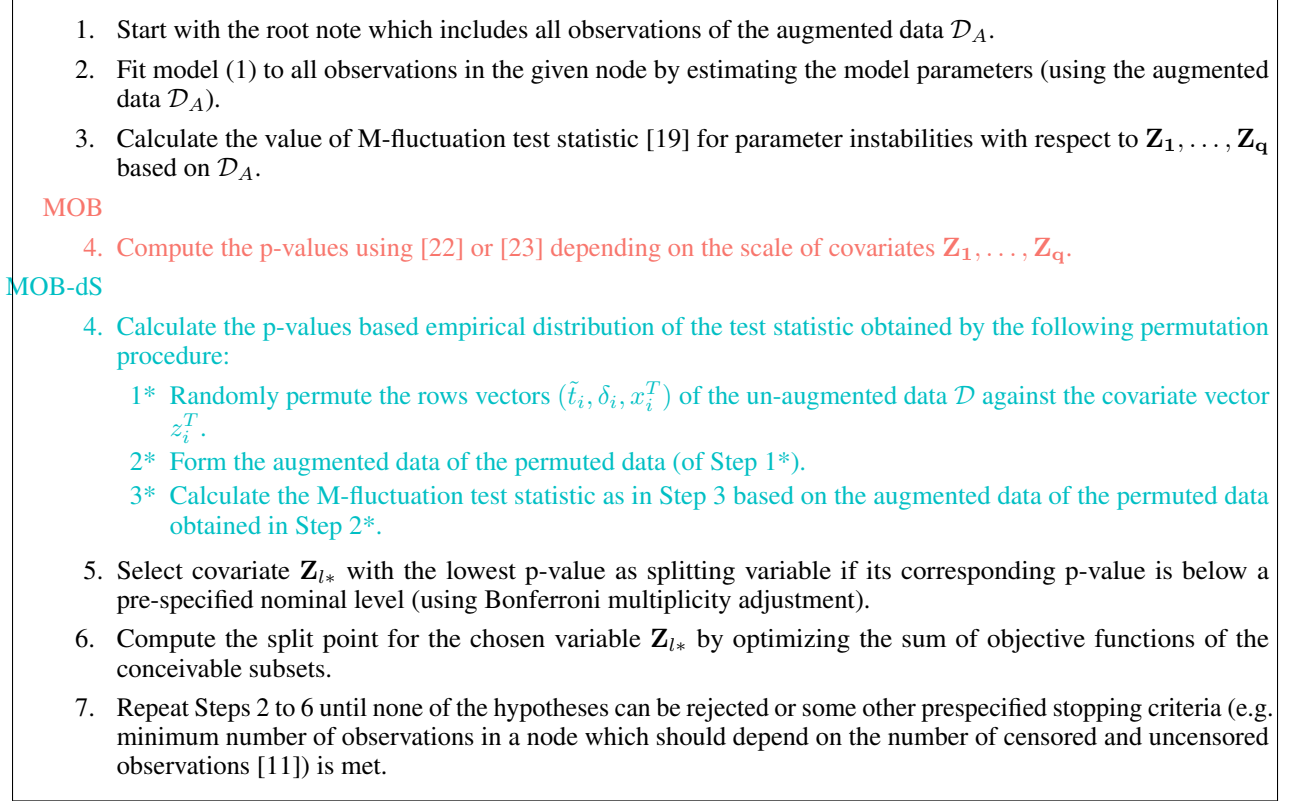 1. Start with the root note which includes all observations of the augmented data 𝒟_A.
2. Fit model (1) to all observations in the given node by estimating the model parameters (using the augmented
data 𝒟_A).
3. Calculate the value of M-fluctuation test statistic [19] for parameter instabilities with respect to Z₁, . . . , Z_q
based on 𝒟_A.
MOB
4. Compute the p-values using [22] or [23] depending on the scale of covariates Z₁, . . . , Z_q.
MOB-dS
4. Calculate the p-values based empirical distribution of the test statistic obtained by the following permutation
procedure:
1* Randomly permute the rows vectors (t̃_i, δ_i, x_i^T) of the un-augmented data 𝒟 against the covariate vector
z_i^T.
2* Form the augmented data of the permuted data (of Step 1*).
3* Calculate the M-fluctuation test statistic as in Step 3 based on the augmented data of the permuted data
obtained in Step 2*.
5. Select covariate Z_{l*} with the lowest p-value as splitting variable if its corresponding p-value is below a
pre-specified nominal level (using Bonferroni multiplicity adjustment).
6. Compute the split point for the chosen variable Z_{l*} by optimizing the sum of objective functions of the
conceivable subsets.
7. Repeat Steps 2 to 6 until none of the hypotheses can be rejected or some other prespecified stopping criteria (e.g.
minimum number of observations in a node which should depend on the number of censored and uncensored
observations [11]) is met.